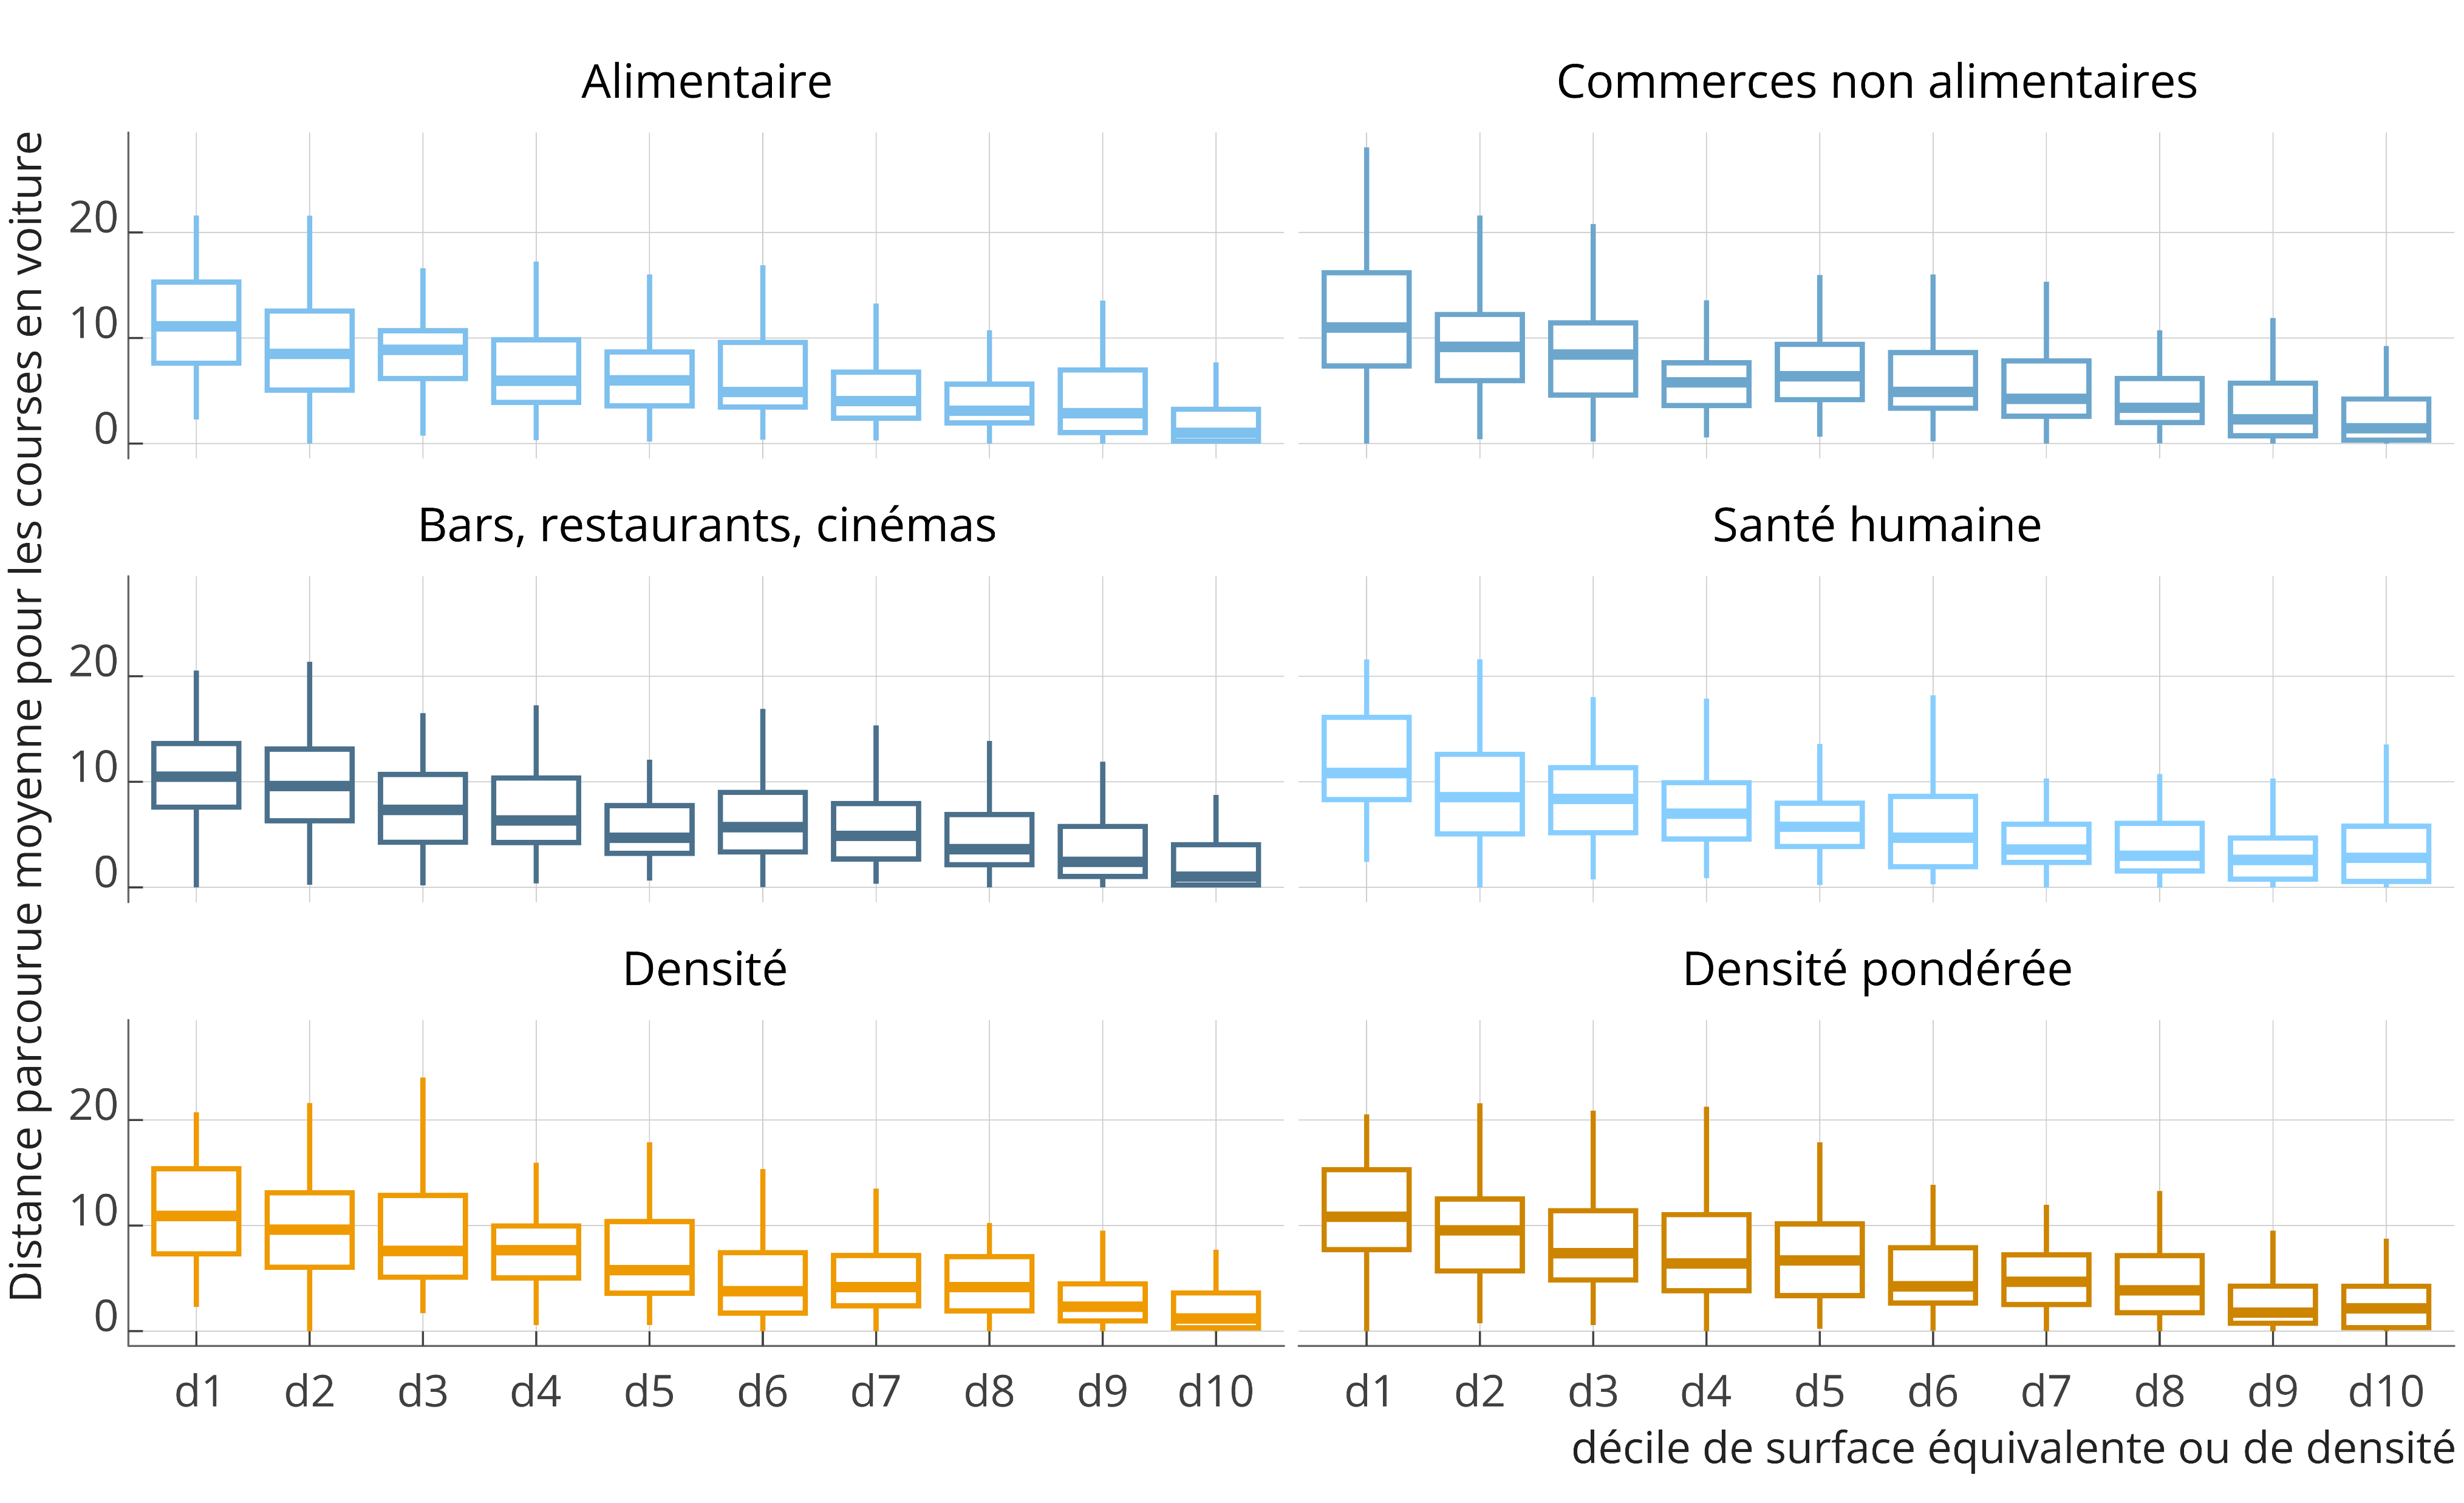 Distance parcourue moyenne pour les courses en voiture
Alimentaire
Commerces non alimentaires
20
10
0
Bars, restaurants, cinémas
Santé humaine
20
10
0
Densité
Densité pondérée
20
10
0
d1 d2 d3 d4 d5 d6 d7 d8 d9 d10
d1 d2 d3 d4 d5 d6 d7 d8 d9 d10
décile de surface équivalente ou de densité